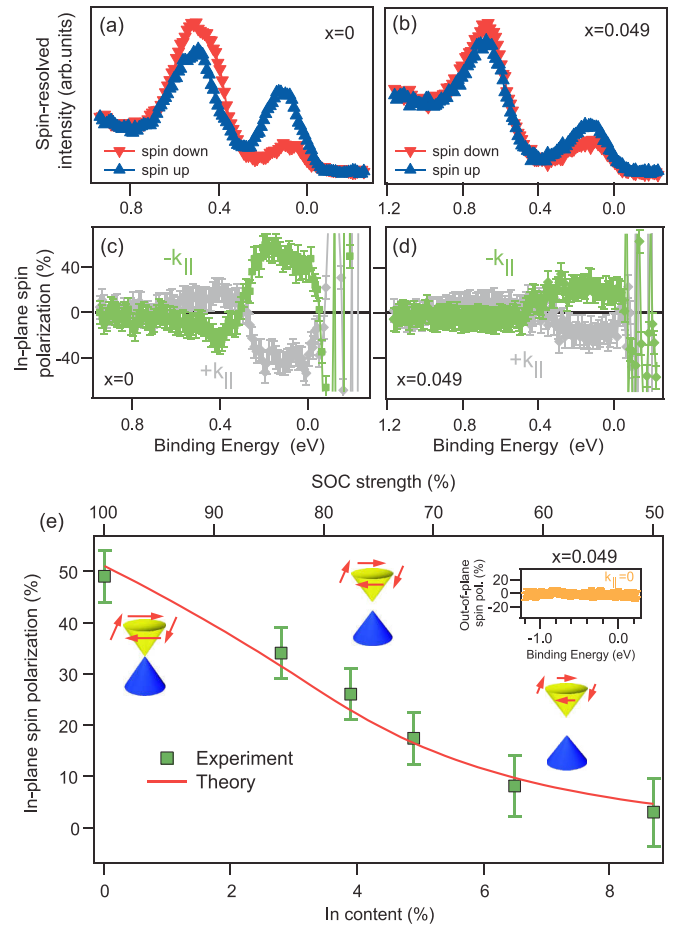 (a)
x=0
(b)
x=0.049
Spin-resolved
intensity (arb.units)
spin down
spin up
spin down
spin up
0.8
0.4
0.0
1.2
0.8
0.4
0.0
(c)
-k||
(d)
-k||
In-plane spin
polarization (%)
40
0
-40
+k||
+k||
x=0
x=0.049
0.8
0.4
0.0
1.2
0.8
0.4
0.0
Binding Energy (eV)
Binding Energy (eV)
SOC strength (%)
(e)
100
90
80
70
60
50
x=0.049
Out-of-plane
spin pol. (%)
20
0
-20
k||=0
-1.0
0.0
Binding Energy (eV)
In-plane spin polarization (%)
50
40
30
20
10
0
Experiment
Theory
0
2
4
6
8
In content (%)